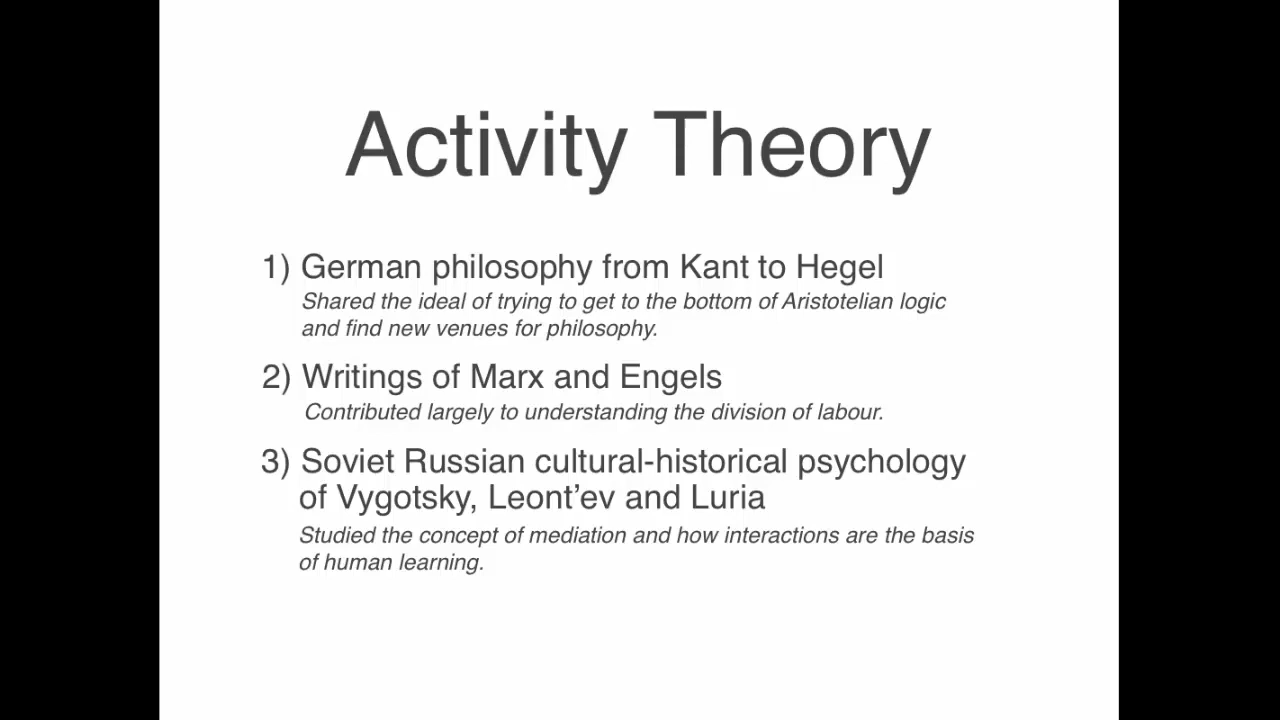 Activity Theory
1) German philosophy from Kant to Hegel
Shared the ideal of trying to get to the bottom of Aristotelian logic
and find new venues for philosophy.
2) Writings of Marx and Engels
Contributed largely to understanding the division of labour.
3) Soviet Russian cultural-historical psychology
of Vygotsky, Leont’ev and Luria
Studied the concept of mediation and how interactions are the basis
of human learning.